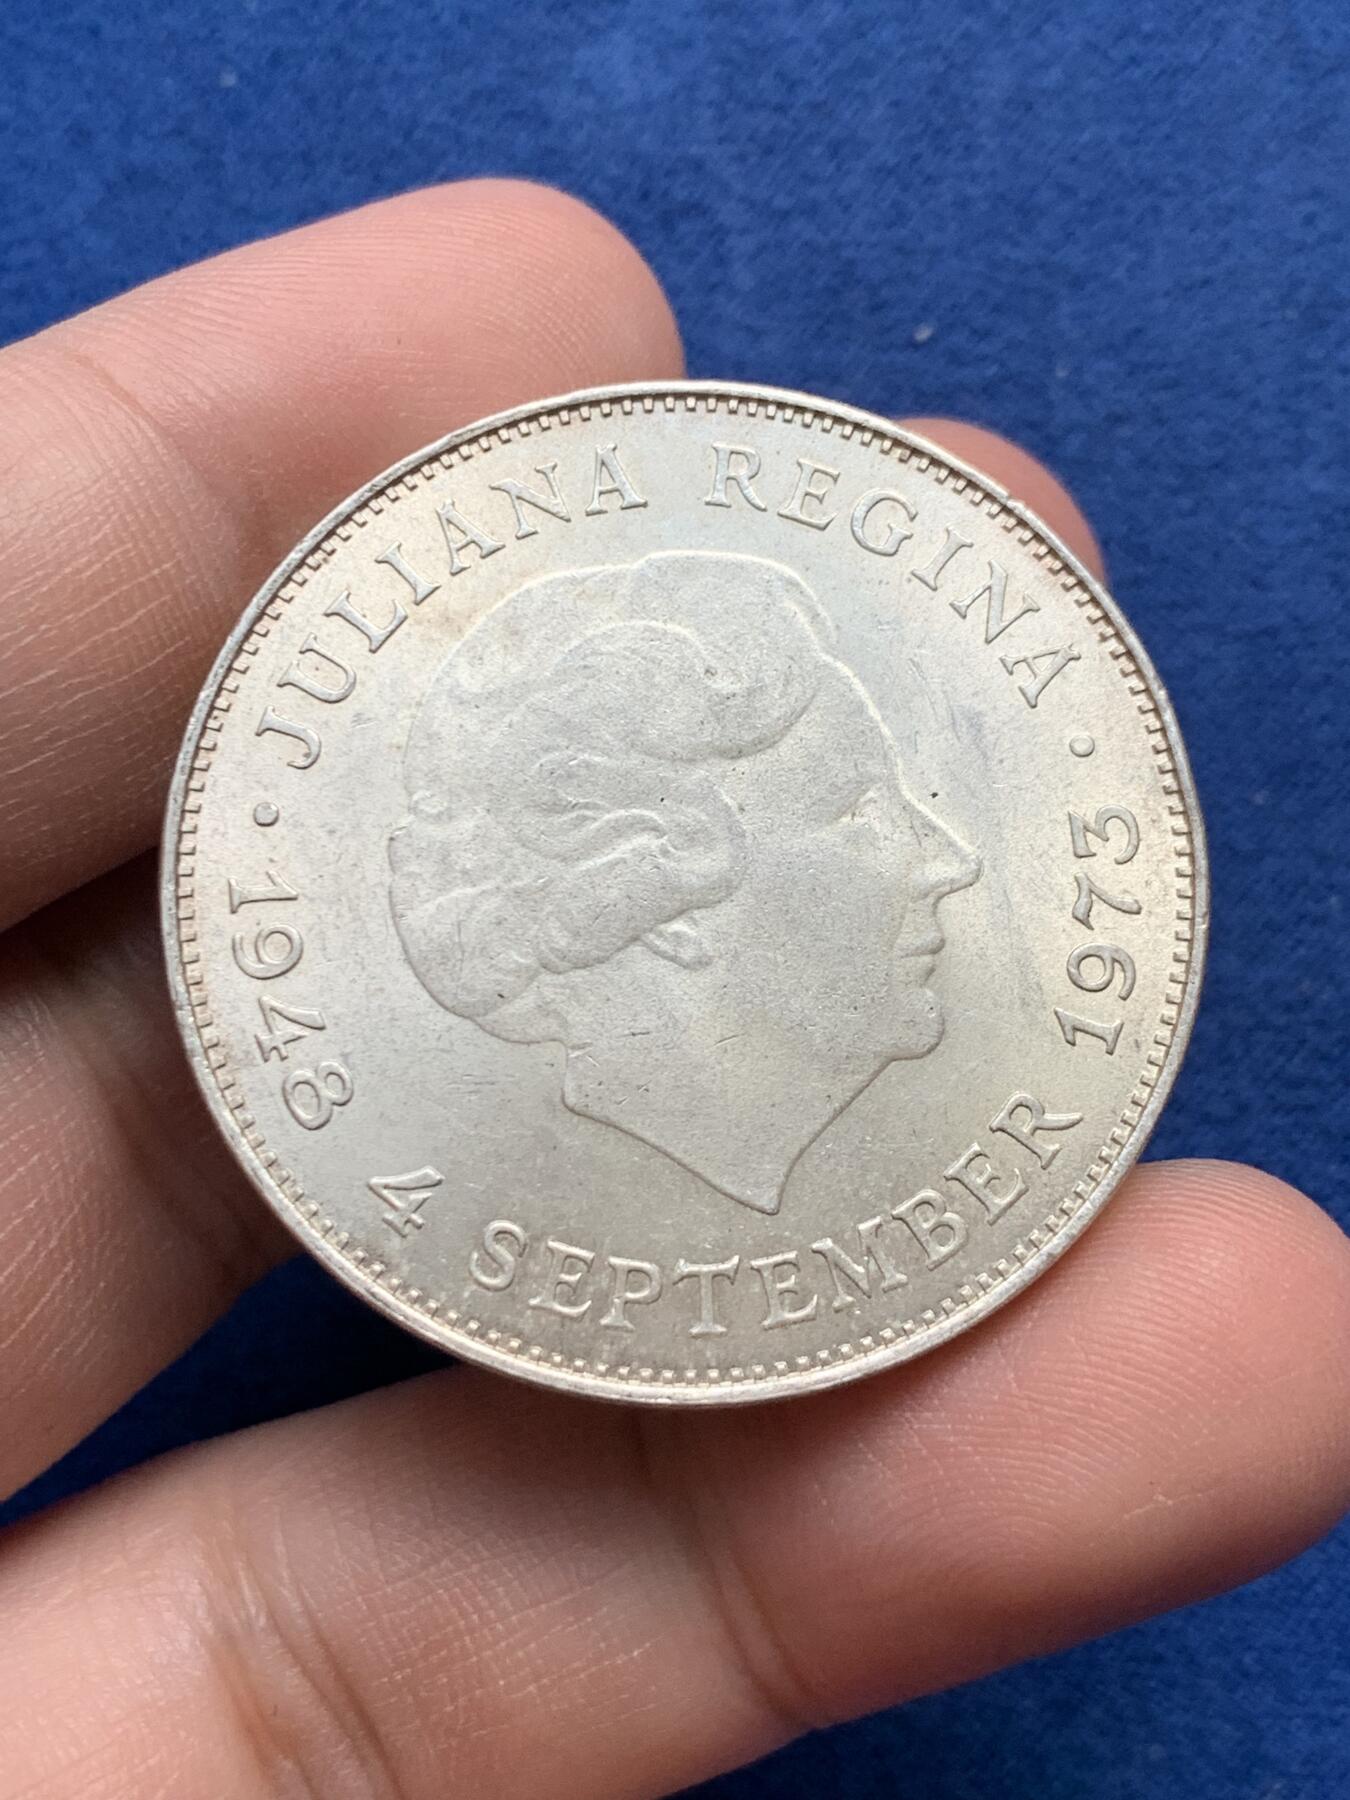 · JULIANA REGINA ·
1948 4 SEPTEMBER 1973